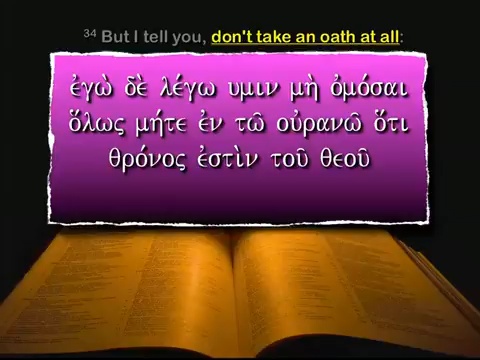 34 But I tell you, don't take an oath at all:
ἐγὼ δὲ λέγω υμιν μὴ ὀμόσαι
ὅλως μήτε ἐν τῶ οὐρανῶ ὅτι
θρόνος ἐστὶν τοῦ θεοῦ